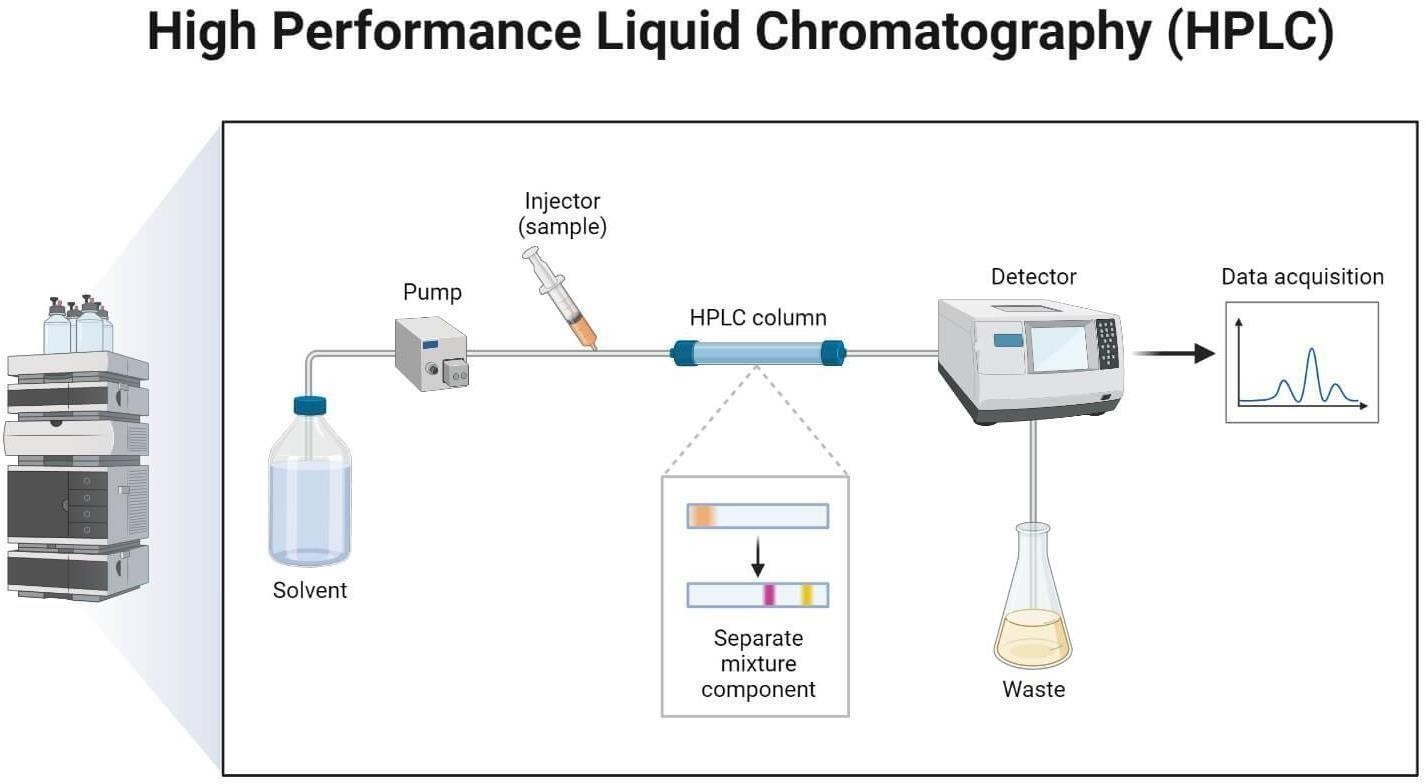 High Performance Liquid Chromatography (HPLC)
Injector
(sample)
Pump
HPLC column
Detector
Data acquisition
Solvent
Separate
mixture
component
Waste